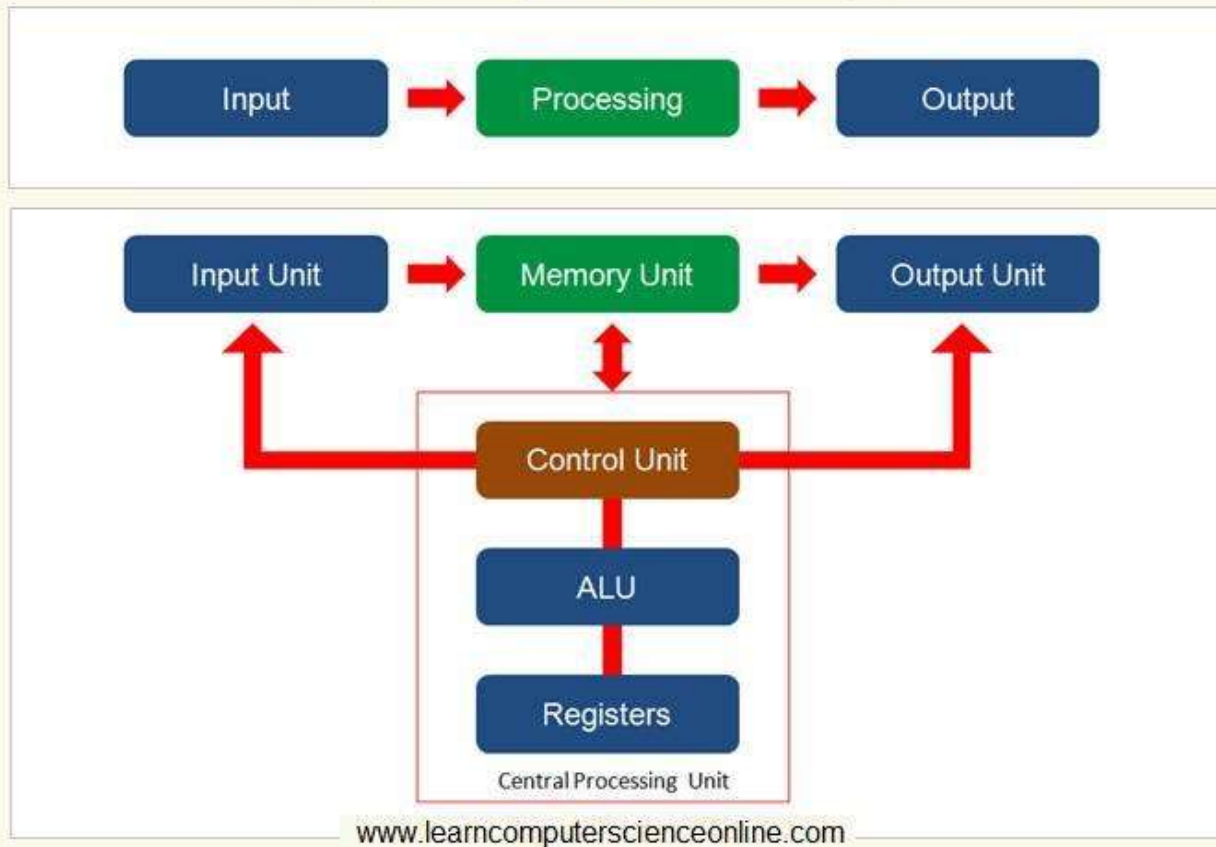 Input
Processing
Output
Input Unit
Memory Unit
Output Unit
Control Unit
ALU
Registers
Central Processing Unit
www.learncomputerscienceonline.com